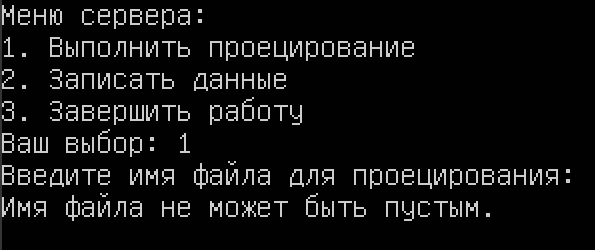 Меню сервера:
1. Выполнить проецирование
2. Записать данные
3. Завершить работу
Ваш выбор: 1
Введите имя файла для проецирования:
Имя файла не может быть пустым.